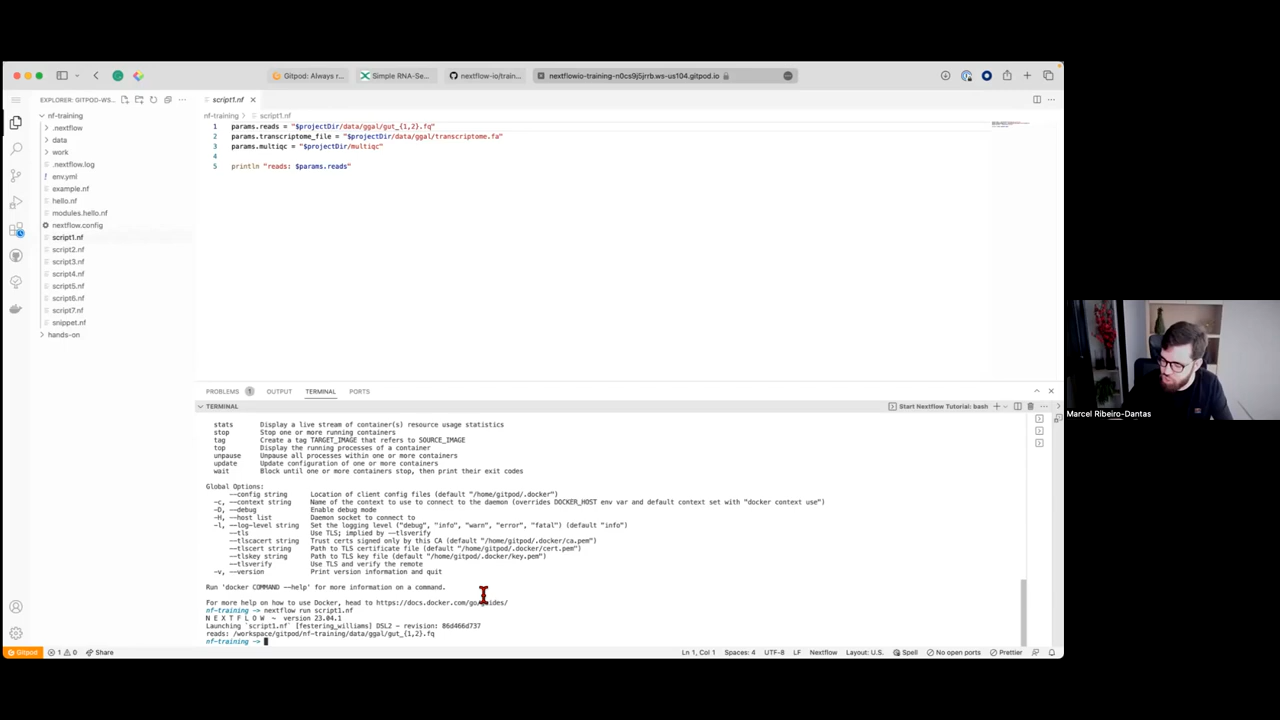 Gitpod: Always r...
Simple RNA-Se...
nextflow-io/train...
nextflowio-training-n0cs9j5jrrb.ws-us104.gitpod.io
EXPLORER: GITPOD-WS...
script1.nf
nf-training
.nextflow
data
work
.nextflow.log
env.yml
example.nf
hello.nf
modules.hello.nf
nextflow.config
script1.nf
script2.nf
script3.nf
script4.nf
script5.nf
script6.nf
script7.nf
snippet.nf
hands-on
nf-training > script1.nf
1 params.reads = "$projectDir/data/ggal/gut_{1,2}.fq"
2 params.transcriptome_file = "$projectDir/data/ggal/transcriptome.fa"
3 params.multiqc = "$projectDir/multiqc"
4
5 println "reads: $params.reads"
PROBLEMS 1 OUTPUT TERMINAL PORTS
TERMINAL
Start Nextflow Tutorial: bash
stats Display a live stream of container(s) resource usage statistics
stop Stop one or more running containers
tag Create a tag TARGET_IMAGE that refers to SOURCE_IMAGE
top Display the running processes of a container
unpause Unpause all processes within one or more containers
update Update configuration of one or more containers
wait Block until one or more containers stop, then print their exit codes
Global Options:
--config string Location of client config files (default "/home/gitpod/.docker")
-c, --context string Name of the context to use to connect to the daemon (overrides DOCKER_HOST env var and default context set with "docker context use")
-D, --debug Enable debug mode
-H, --host list Daemon socket to connect to
-l, --log-level string Set the logging level ("debug", "info", "warn", "error", "fatal") (default "info")
--tls Use TLS; implied by --tlsverify
--tlscacert string Trust certs signed only by this CA (default "/home/gitpod/.docker/ca.pem")
--tlscert string Path to TLS certificate file (default "/home/gitpod/.docker/cert.pem")
--tlskey string Path to TLS key file (default "/home/gitpod/.docker/key.pem")
--tlsverify Use TLS and verify the remote
-v, --version Print version information and quit
Run 'docker COMMAND --help' for more information on a command.
For more help on how to use Docker, head to https://docs.docker.com/go/guides/
nf-training -> nextflow run script1.nf
N E X T F L O W ~ version 23.04.1
Launching `script1.nf` [festering_williams] DSL2 - revision: 86d466d737
reads: /workspace/gitpod/nf-training/data/ggal/gut_{1,2}.fq
nf-training ->
Gitpod 1 0 Share
Ln 1, Col 1 Spaces: 4 UTF-8 LF Nextflow Layout: U.S. Spell No open ports Prettier
Marcel Ribeiro-Dantas